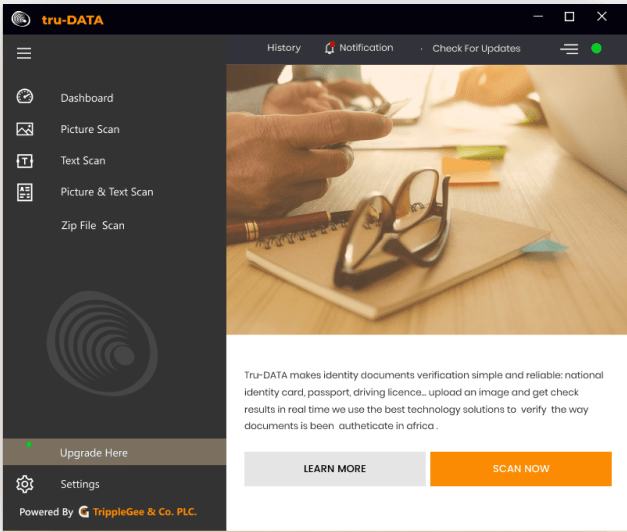 tru-DATA
History
Notification
· Check For Updates
Dashboard
Picture Scan
T
Text Scan
Picture & Text Scan
Zip File Scan
Tru-DATA makes identity documents verification simple and reliable: national
identity card, passport, driving licence... upload an image and get check
results in real time we use the best technology solutions to verify the way
documents is been autheticate in africa .
LEARN MORE
SCAN NOW
Upgrade Here
Settings
Powered By G TrippleGee & Co. PLC.